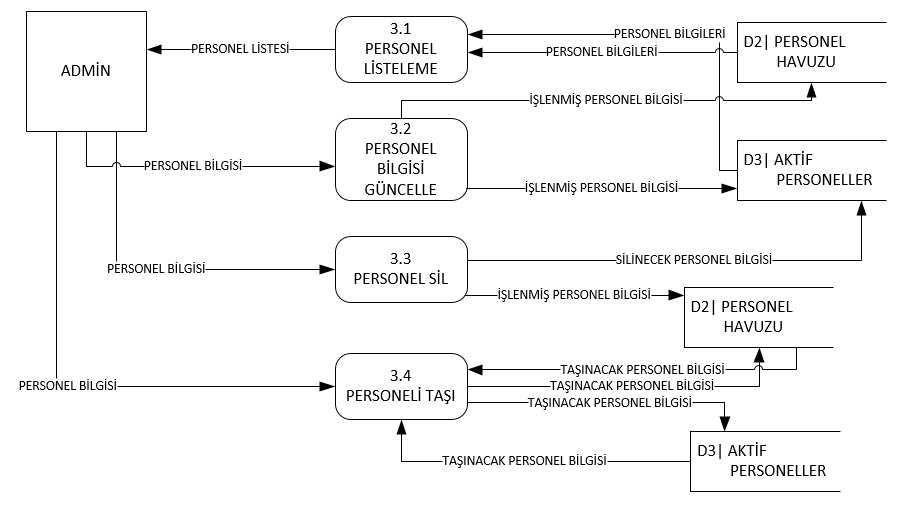 ADMİN
PERSONEL LİSTESİ
3.1
PERSONEL
LİSTELEME
PERSONEL BİLGİLERİ
PERSONEL BİLGİLERİ
D2| PERSONEL
HAVUZU
İŞLENMİŞ PERSONEL BİLGİSİ
PERSONEL BİLGİSİ
3.2
PERSONEL
BİLGİSİ
GÜNCELLE
İŞLENMİŞ PERSONEL BİLGİSİ
D3| AKTİF
PERSONELLER
PERSONEL BİLGİSİ
3.3
PERSONEL SİL
SİLİNECEK PERSONEL BİLGİSİ
İŞLENMİŞ PERSONEL BİLGİSİ
D2| PERSONEL
HAVUZU
PERSONEL BİLGİSİ
3.4
PERSONELİ TAŞI
TAŞINACAK PERSONEL BİLGİSİ
TAŞINACAK PERSONEL BİLGİSİ
TAŞINACAK PERSONEL BİLGİSİ
TAŞINACAK PERSONEL BİLGİSİ
D3| AKTİF
PERSONELLER